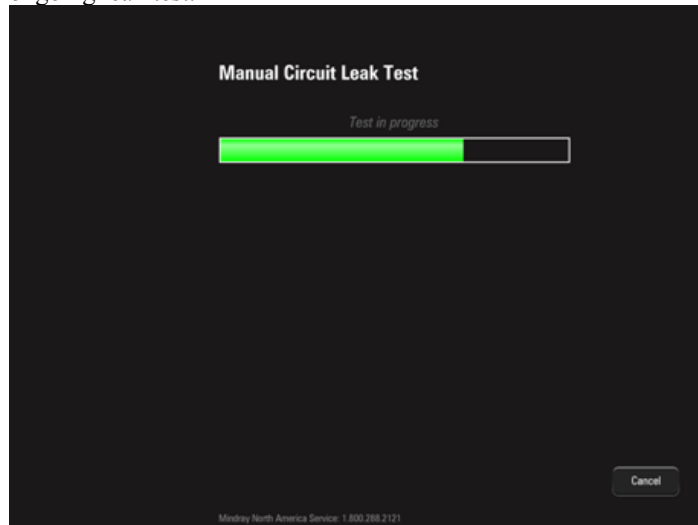 Manual Circuit Leak Test
Test in progress
Cancel
Mindray North America Service: 1.800.288.2121